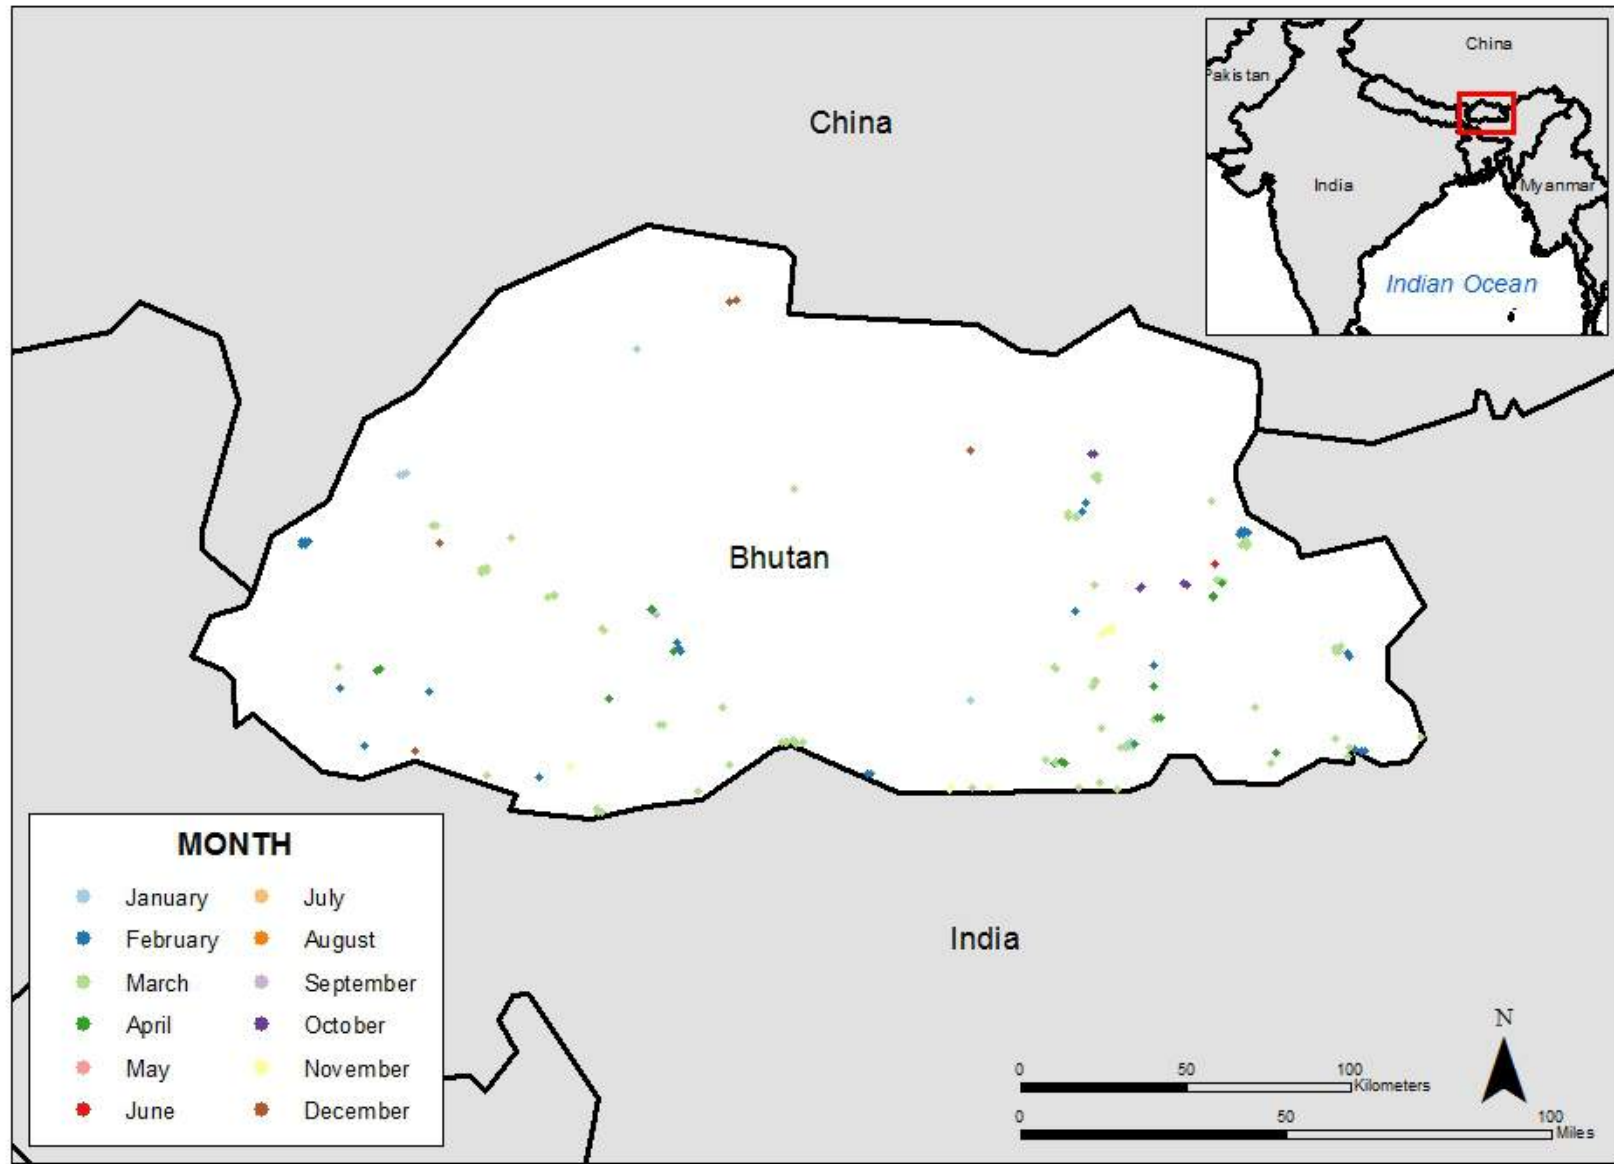 China
China
Pakistan
India
Myanmar
Indian Ocean
Bhutan
India
MONTH
January
July
February
August
March
September
April
October
May
November
June
December
N
0 50 100
Kilometers
0 50 100
Miles